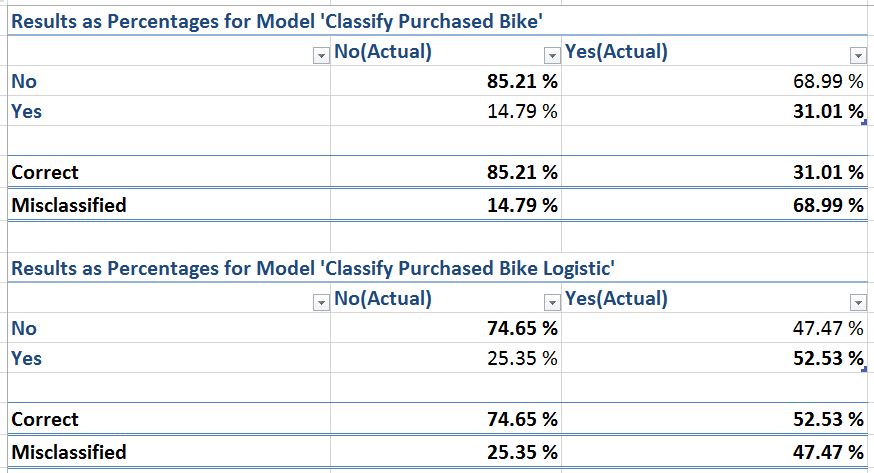 Results as Percentages for Model 'Classify Purchased Bike'
No(Actual) Yes(Actual)
No 85.21 % 68.99 %
Yes 14.79 % 31.01 %
Correct 85.21 % 31.01 %
Misclassified 14.79 % 68.99 %
Results as Percentages for Model 'Classify Purchased Bike Logistic'
No(Actual) Yes(Actual)
No 74.65 % 47.47 %
Yes 25.35 % 52.53 %
Correct 74.65 % 52.53 %
Misclassified 25.35 % 47.47 %